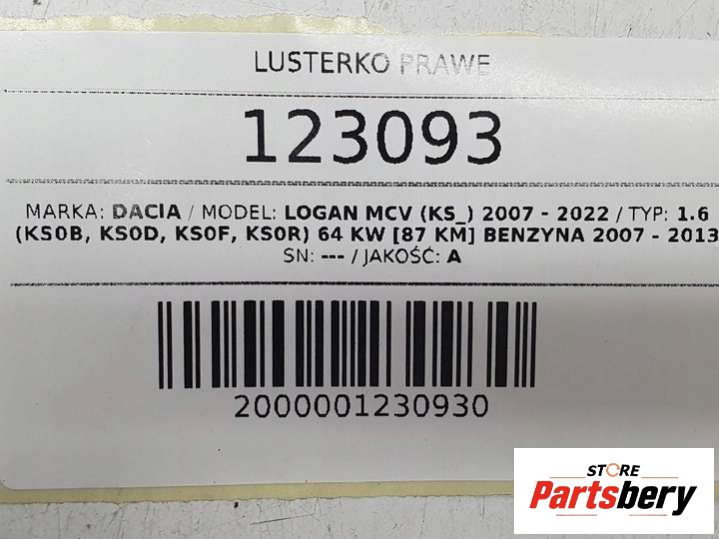 LUSTERKO PRAWE
123093
MARKA: DACIA / MODEL: LOGAN MCV (KS_) 2007 - 2022 / TYP: 1.6
(KS0B, KS0D, KS0F, KS0R) 64 KW [87 KM] BENZYNA 2007 - 2013
SN: --- / JAKOŚĆ: A
2000001230930
STORE
Partsbery